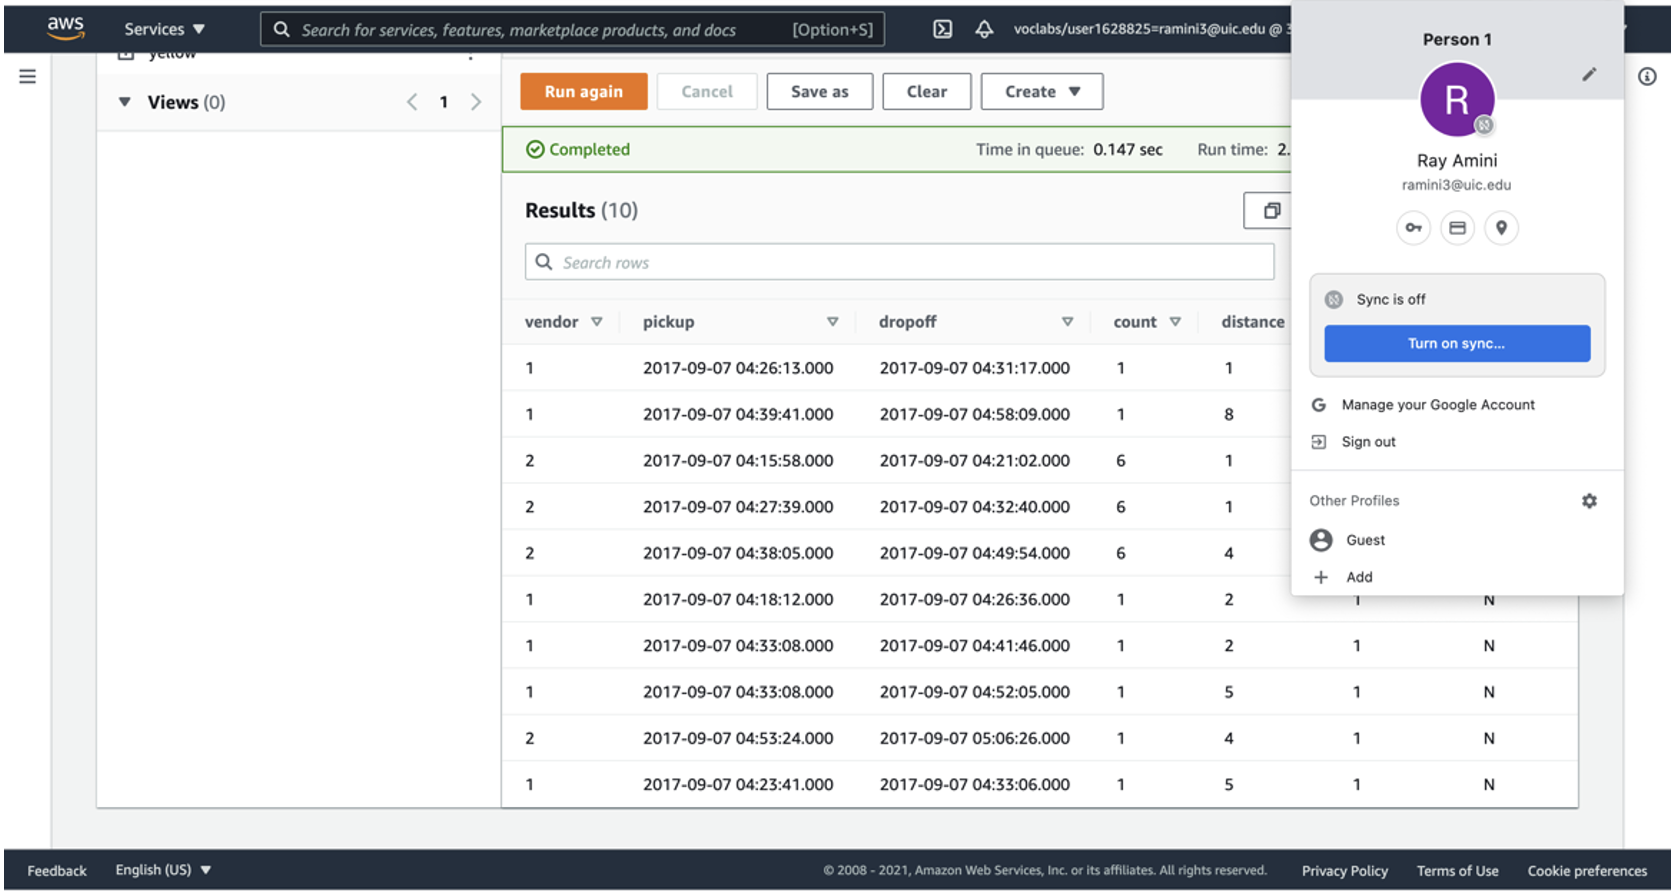 aws Services ▼ Search for services, features, marketplace products, and docs [Option+S] voclabs/user1628825=ramini3@uic.edu @ 3
yellow
Views (0) 1
Run again Cancel Save as Clear Create ▼
Completed Time in queue: 0.147 sec Run time: 2.
Results (10)
Search rows
vendor pickup dropoff count distance
1 2017-09-07 04:26:13.000 2017-09-07 04:31:17.000 1 1
1 2017-09-07 04:39:41.000 2017-09-07 04:58:09.000 1 8
2 2017-09-07 04:15:58.000 2017-09-07 04:21:02.000 6 1
2 2017-09-07 04:27:39.000 2017-09-07 04:32:40.000 6 1
2 2017-09-07 04:38:05.000 2017-09-07 04:49:54.000 6 4
1 2017-09-07 04:18:12.000 2017-09-07 04:26:36.000 1 2 1 N
1 2017-09-07 04:33:08.000 2017-09-07 04:41:46.000 1 2 1 N
1 2017-09-07 04:33:08.000 2017-09-07 04:52:05.000 1 5 1 N
2 2017-09-07 04:53:24.000 2017-09-07 05:06:26.000 1 4 1 N
1 2017-09-07 04:23:41.000 2017-09-07 04:33:06.000 1 5 1 N
Person 1
R
Ray Amini
ramini3@uic.edu
Sync is off
Turn on sync...
G Manage your Google Account
Sign out
Other Profiles
Guest
+ Add
Feedback English (US) ▼ © 2008 - 2021, Amazon Web Services, Inc. or its affiliates. All rights reserved. Privacy Policy Terms of Use Cookie preferences